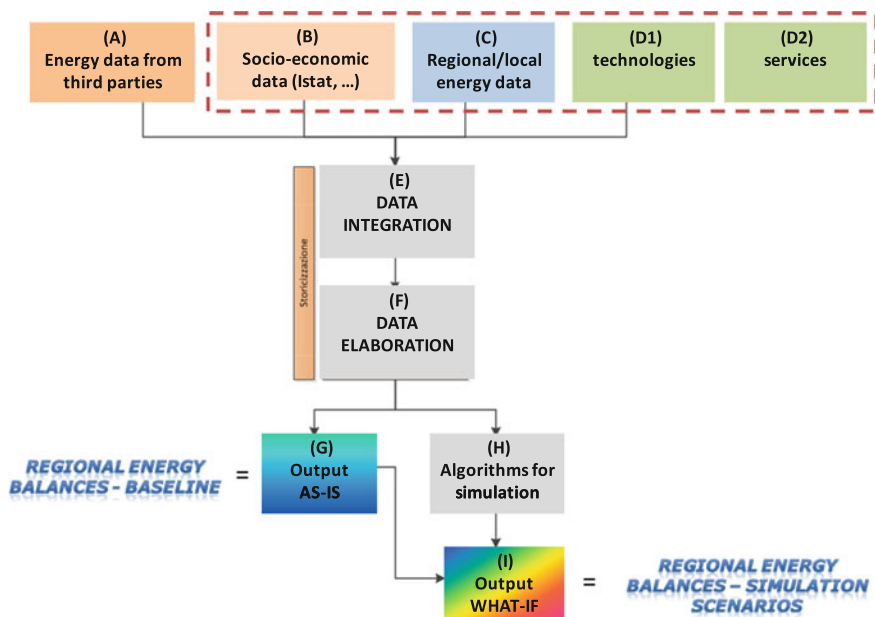 (A)
Energy data from
third parties
(B)
Socio-economic
data (Istat, ...)
(C)
Regional/local
energy data
(D1)
technologies
(D2)
services
(E)
DATA
INTEGRATION
Storicizzazione
(F)
DATA
ELABORATION
REGIONAL ENERGY
BALANCES - BASELINE
=
(G)
Output
AS-IS
(H)
Algorithms for
simulation
(I)
Output
WHAT-IF
=
REGIONAL ENERGY
BALANCES – SIMULATION
SCENARIOS